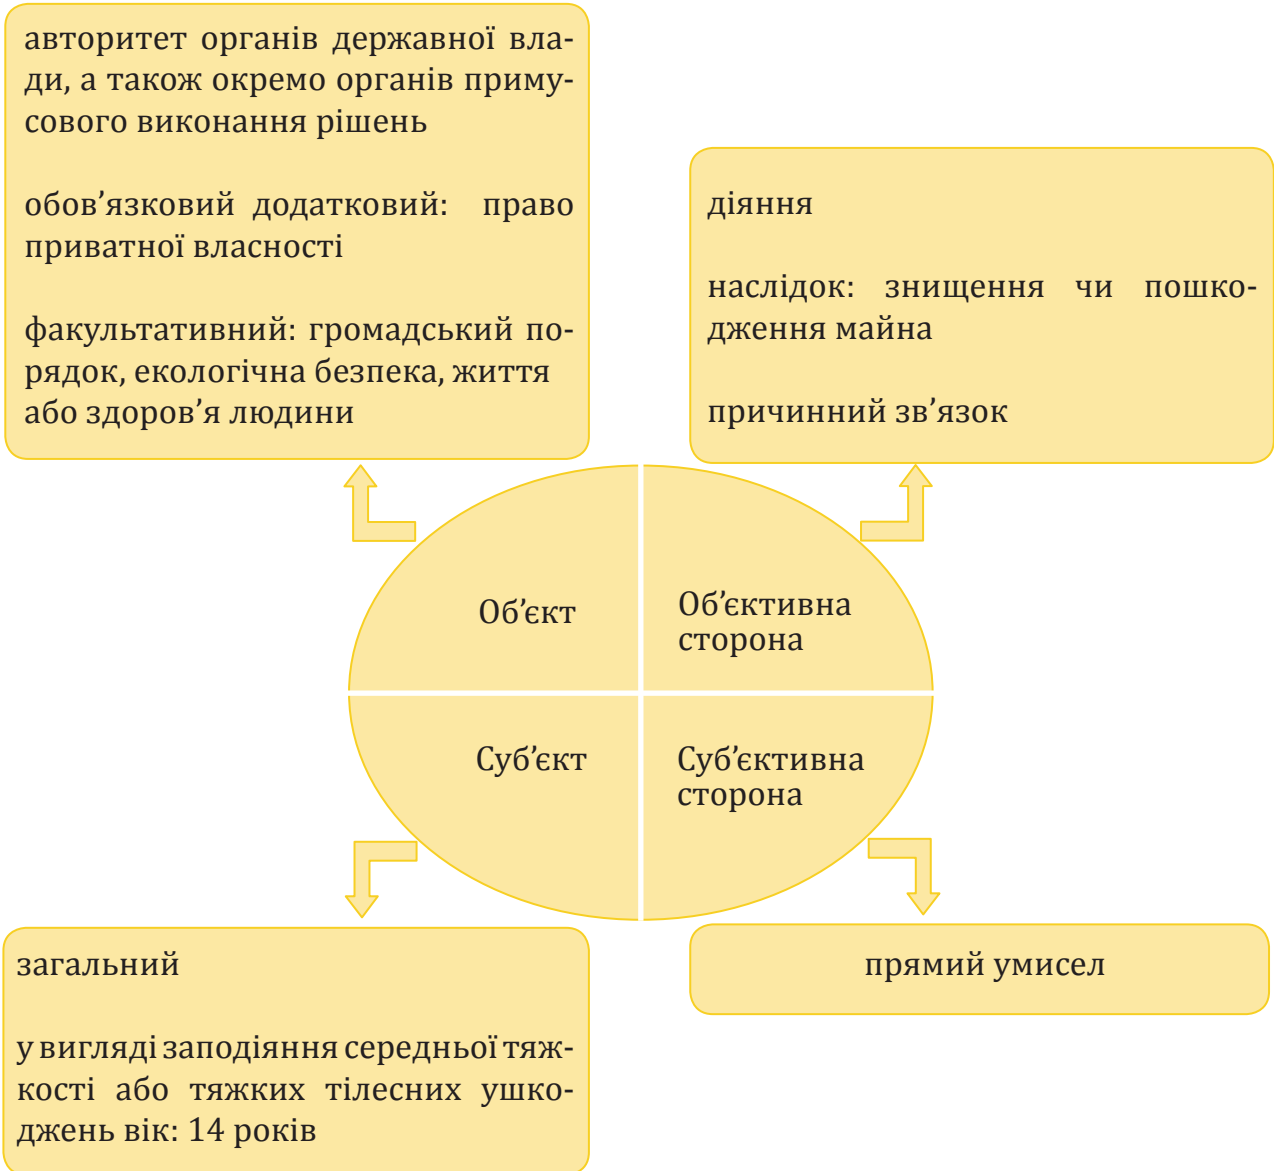 авторитет органів державної вла-
ди, а також окремо органів приму-
сового виконання рішень
обов’язковий додатковий: право
приватної власності
факультативний: громадський по-
рядок, екологічна безпека, життя
або здоров’я людини
діяння
наслідок: знищення чи пошко-
дження майна
причинний зв’язок
Об’єкт
Об’єктивна
сторона
Суб’єкт
Суб’єктивна
сторона
загальний
у вигляді заподіяння середньої тяж-
кості або тяжких тілесних ушко-
джень вік: 14 років
прямий умисел